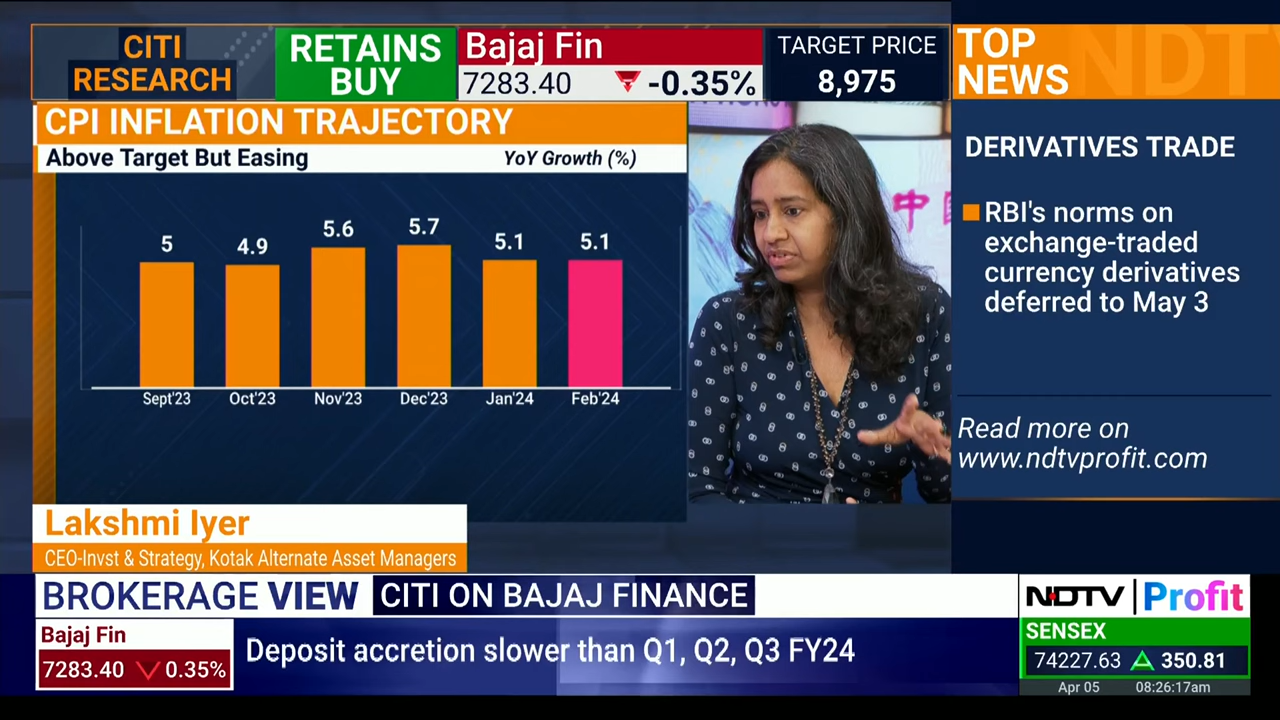 CITI
RESEARCH
RETAINS
BUY
Bajaj Fin
7283.40 -0.35%
TARGET PRICE
8,975
TOP
NEWS
NDT
CPI INFLATION TRAJECTORY
Above Target But Easing YoY Growth (%)
5 4.9 5.6 5.7 5.1 5.1
Sept'23 Oct'23 Nov'23 Dec'23 Jan'24 Feb'24
中
DERIVATIVES TRADE
RBI's norms on
exchange-traded
currency derivatives
deferred to May 3
Read more on
www.ndtvprofit.com
Lakshmi Iyer
CEO-Invst & Strategy, Kotak Alternate Asset Managers
BROKERAGE VIEW CITI ON BAJAJ FINANCE
Bajaj Fin
7283.40 0.35%
Deposit accretion slower than Q1, Q2, Q3 FY24
NDTV Profit
SENSEX
74227.63 350.81
Apr 05 08:26:17am